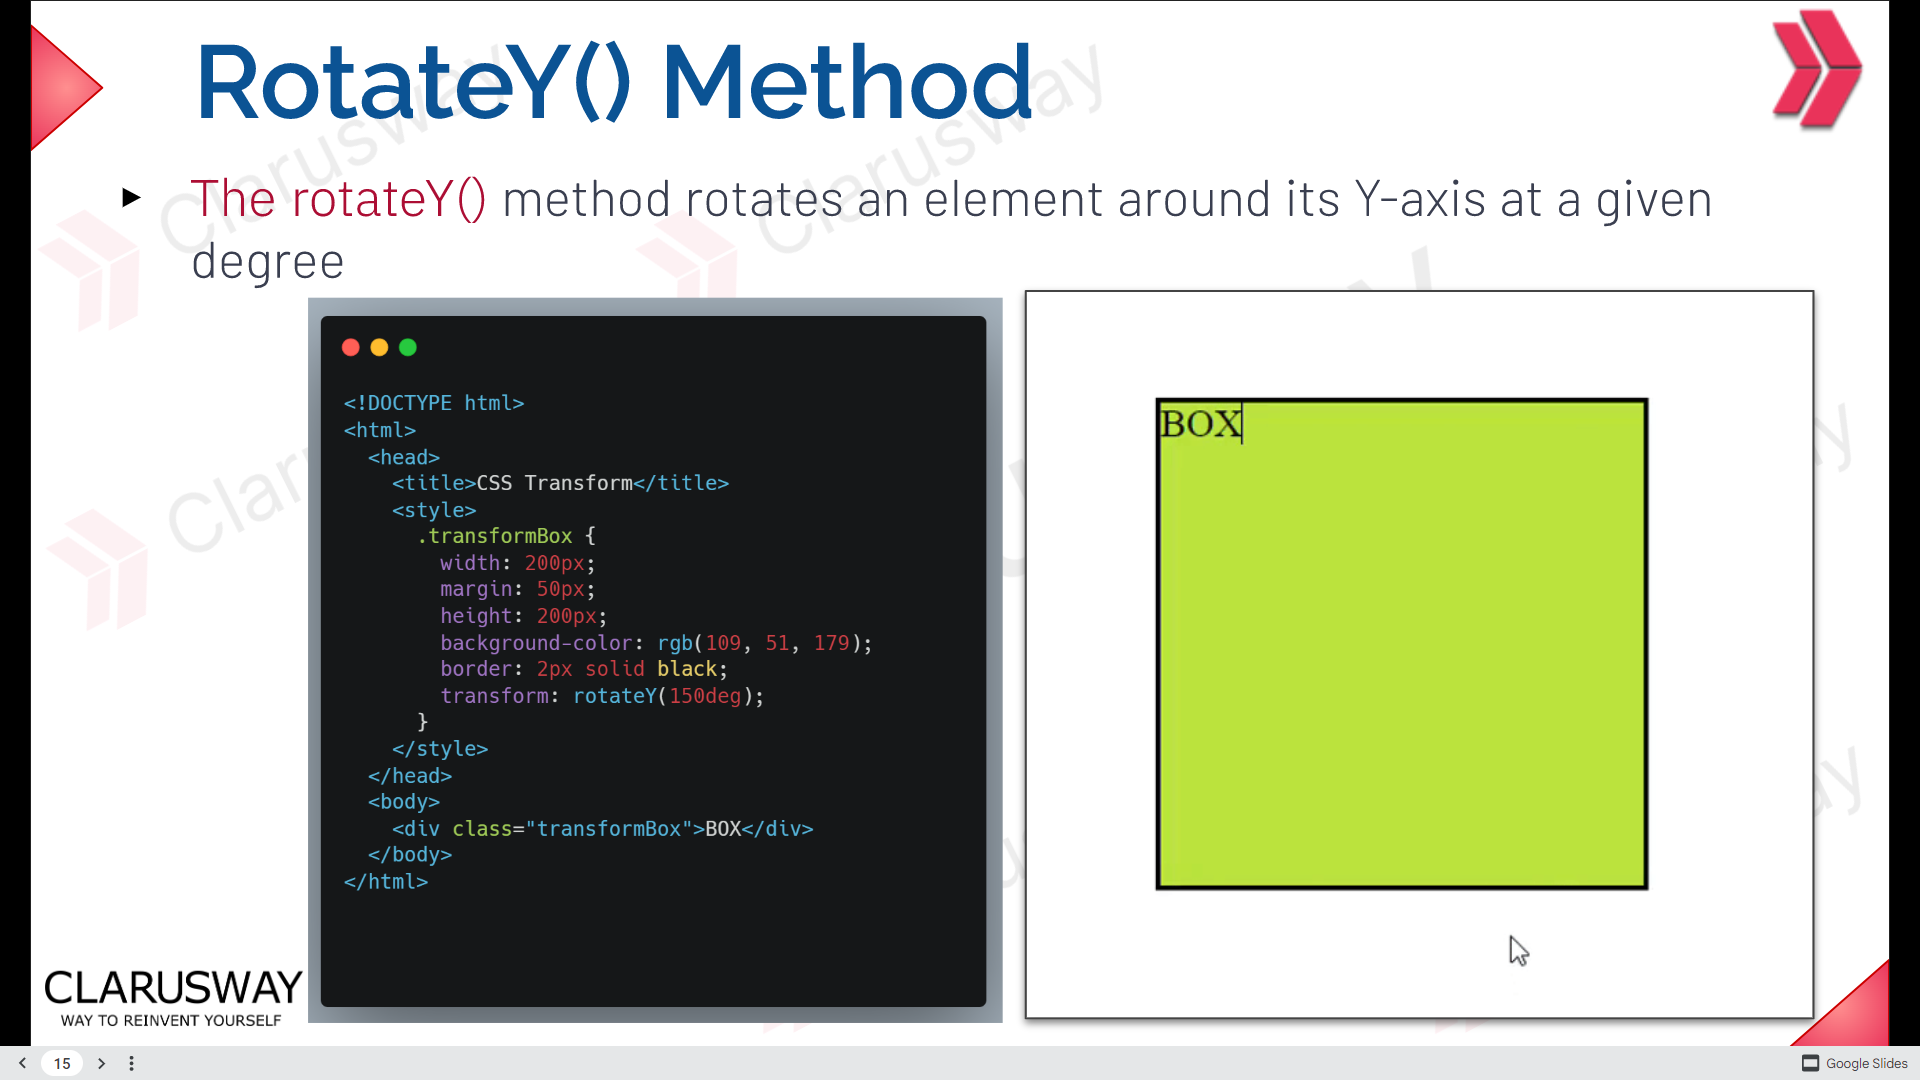 RotateY() Method
► The rotateY() method rotates an element around its Y-axis at a given
degree
<!DOCTYPE html>
<html>
  <head>
    <title>CSS Transform</title>
    <style>
      .transformBox {
        width: 200px;
        margin: 50px;
        height: 200px;
        background-color: rgb(109, 51, 179);
        border: 2px solid black;
        transform: rotateY(150deg);
      }
    </style>
  </head>
  <body>
    <div class="transformBox">BOX</div>
  </body>
</html>
BOX
Clarusway
Clarusway
CLARUSWAY
WAY TO REINVENT YOURSELF
15
Google Slides